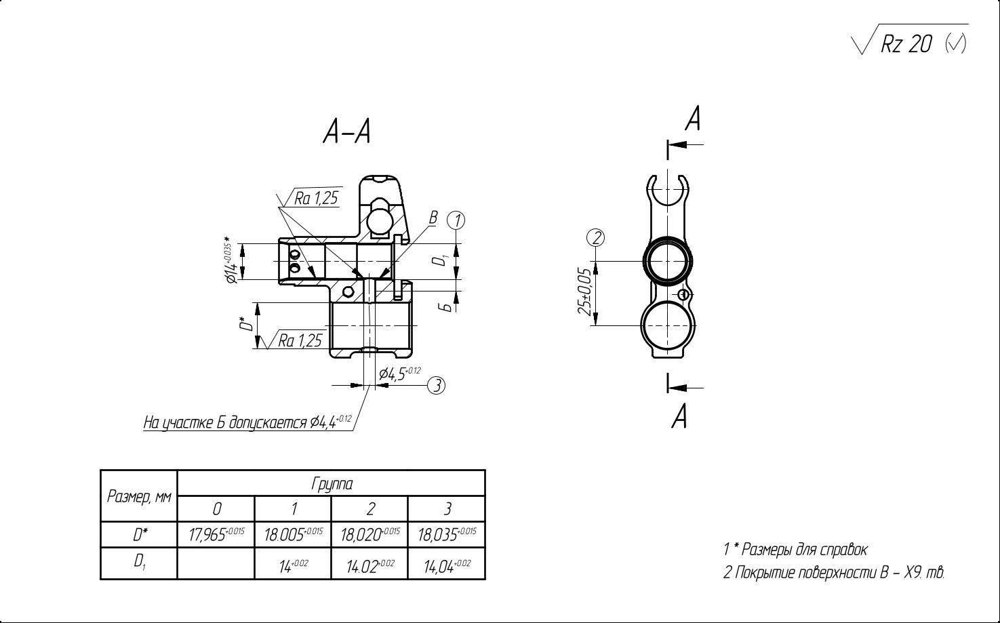 Rz 20 (✓)
А
А–А
Ra 1,25
В
1
2
⌀14+0.035*
D1
25±0,05
Б
D*
Ra 1,25
⌀4,5+0.12
3
А
На участке Б допускается ⌀4,4+0.12
Размер, мм
Группа
0 1 2 3
D* 17,965+0.015 18.005+0.015 18,020+0.015 18,035+0.015
D1 14+0.02 14.02+0.02 14,04+0.02
1 * Размеры для справок
2 Покрытие поверхности В – Х9. тв.